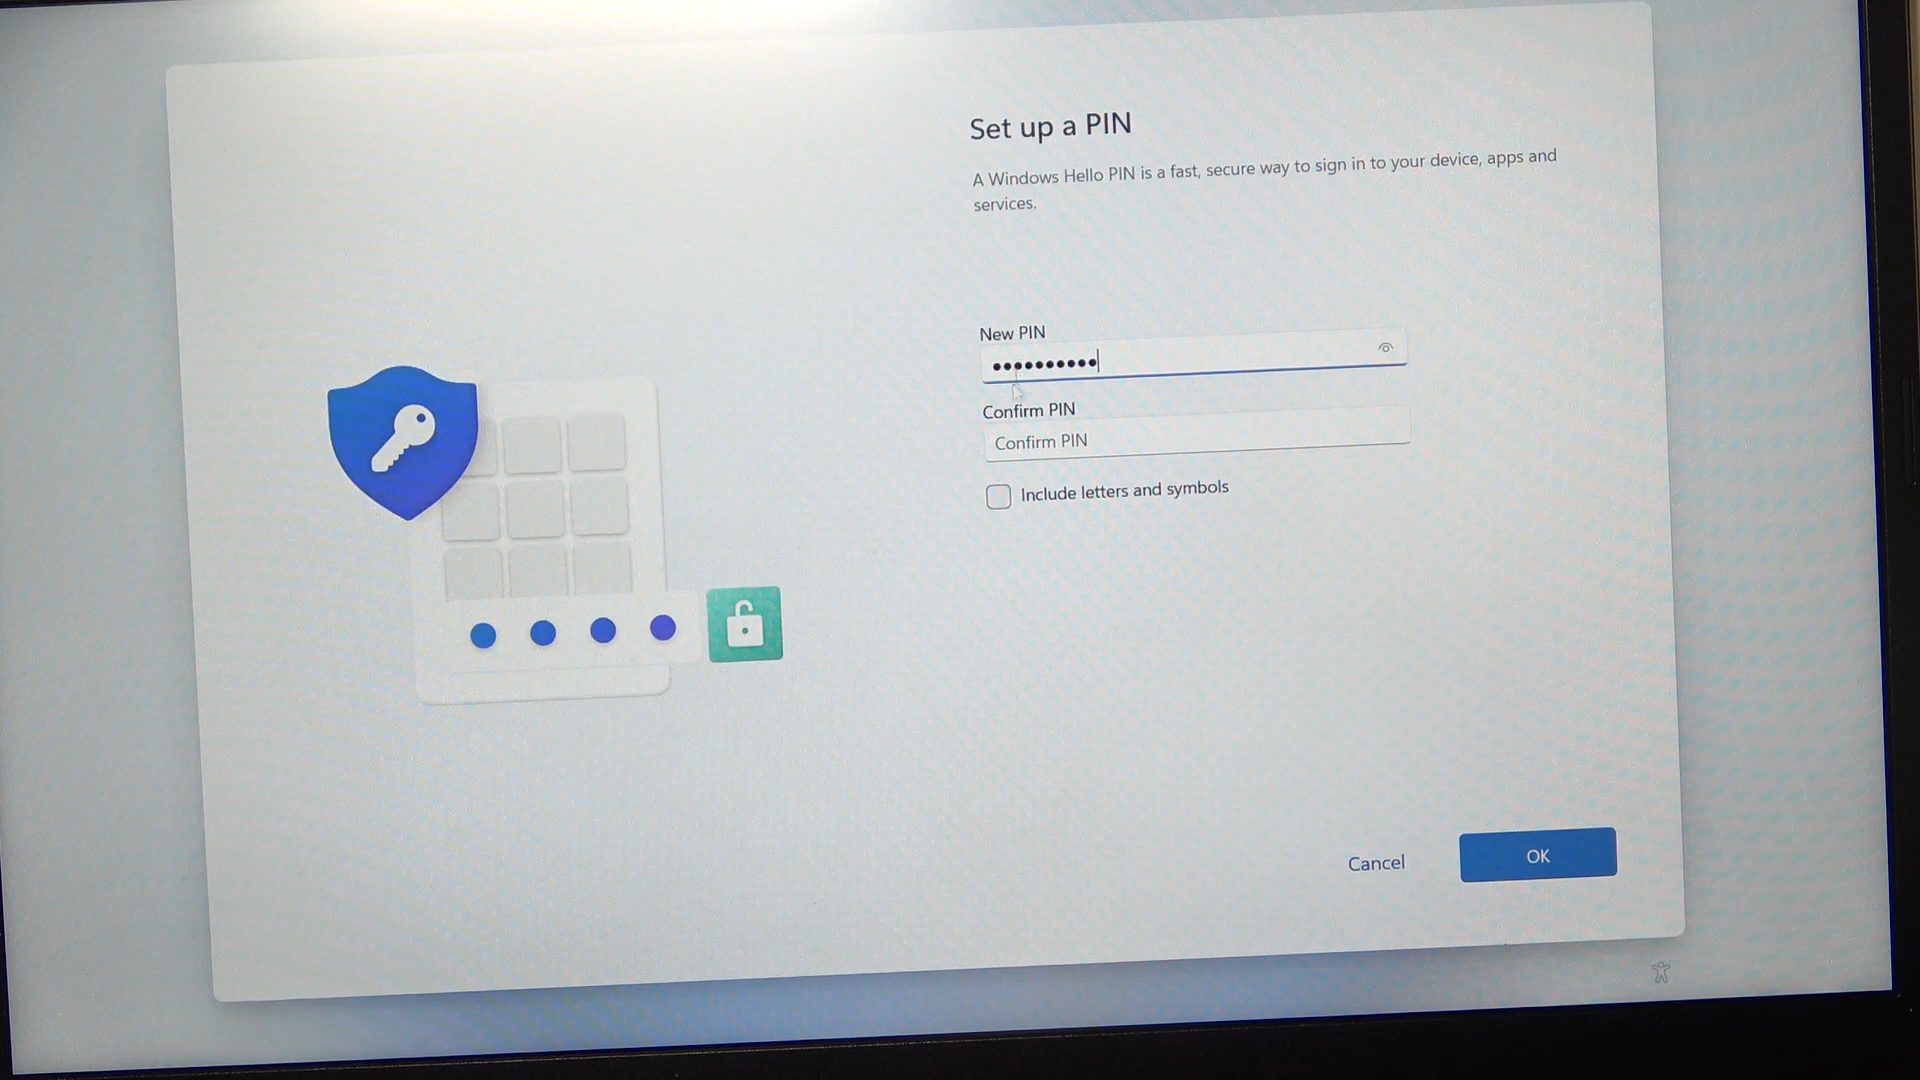 Set up a PIN
A Windows Hello PIN is a fast, secure way to sign in to your device, apps and
services.
New PIN
●●●●●●●●●●
Confirm PIN
Confirm PIN
Include letters and symbols
Cancel
OK